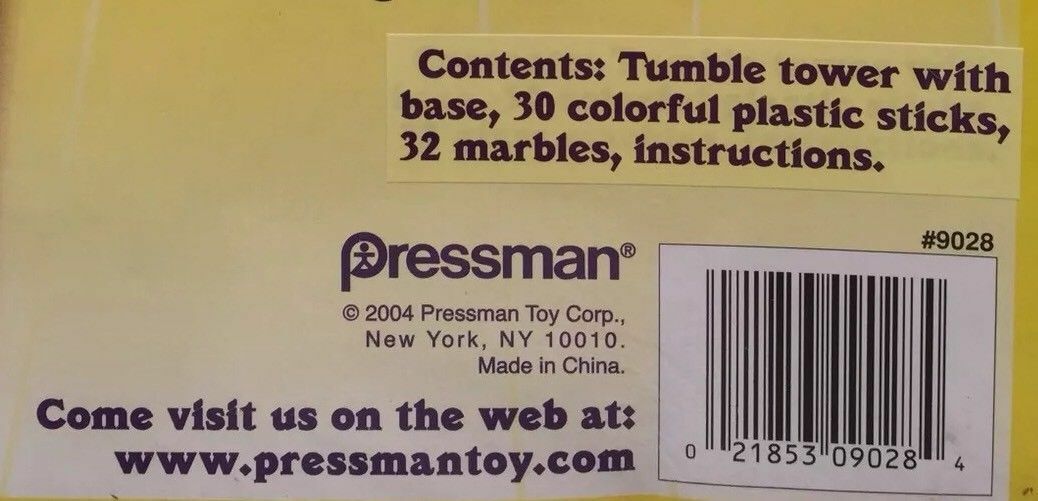 Contents: Tumble tower with
base, 30 colorful plastic sticks,
32 marbles, instructions.
#9028
Pressman®
© 2004 Pressman Toy Corp.,
New York, NY 10010.
Made in China.
Come visit us on the web at:
www.pressmantoy.com
0 21853 09028 4